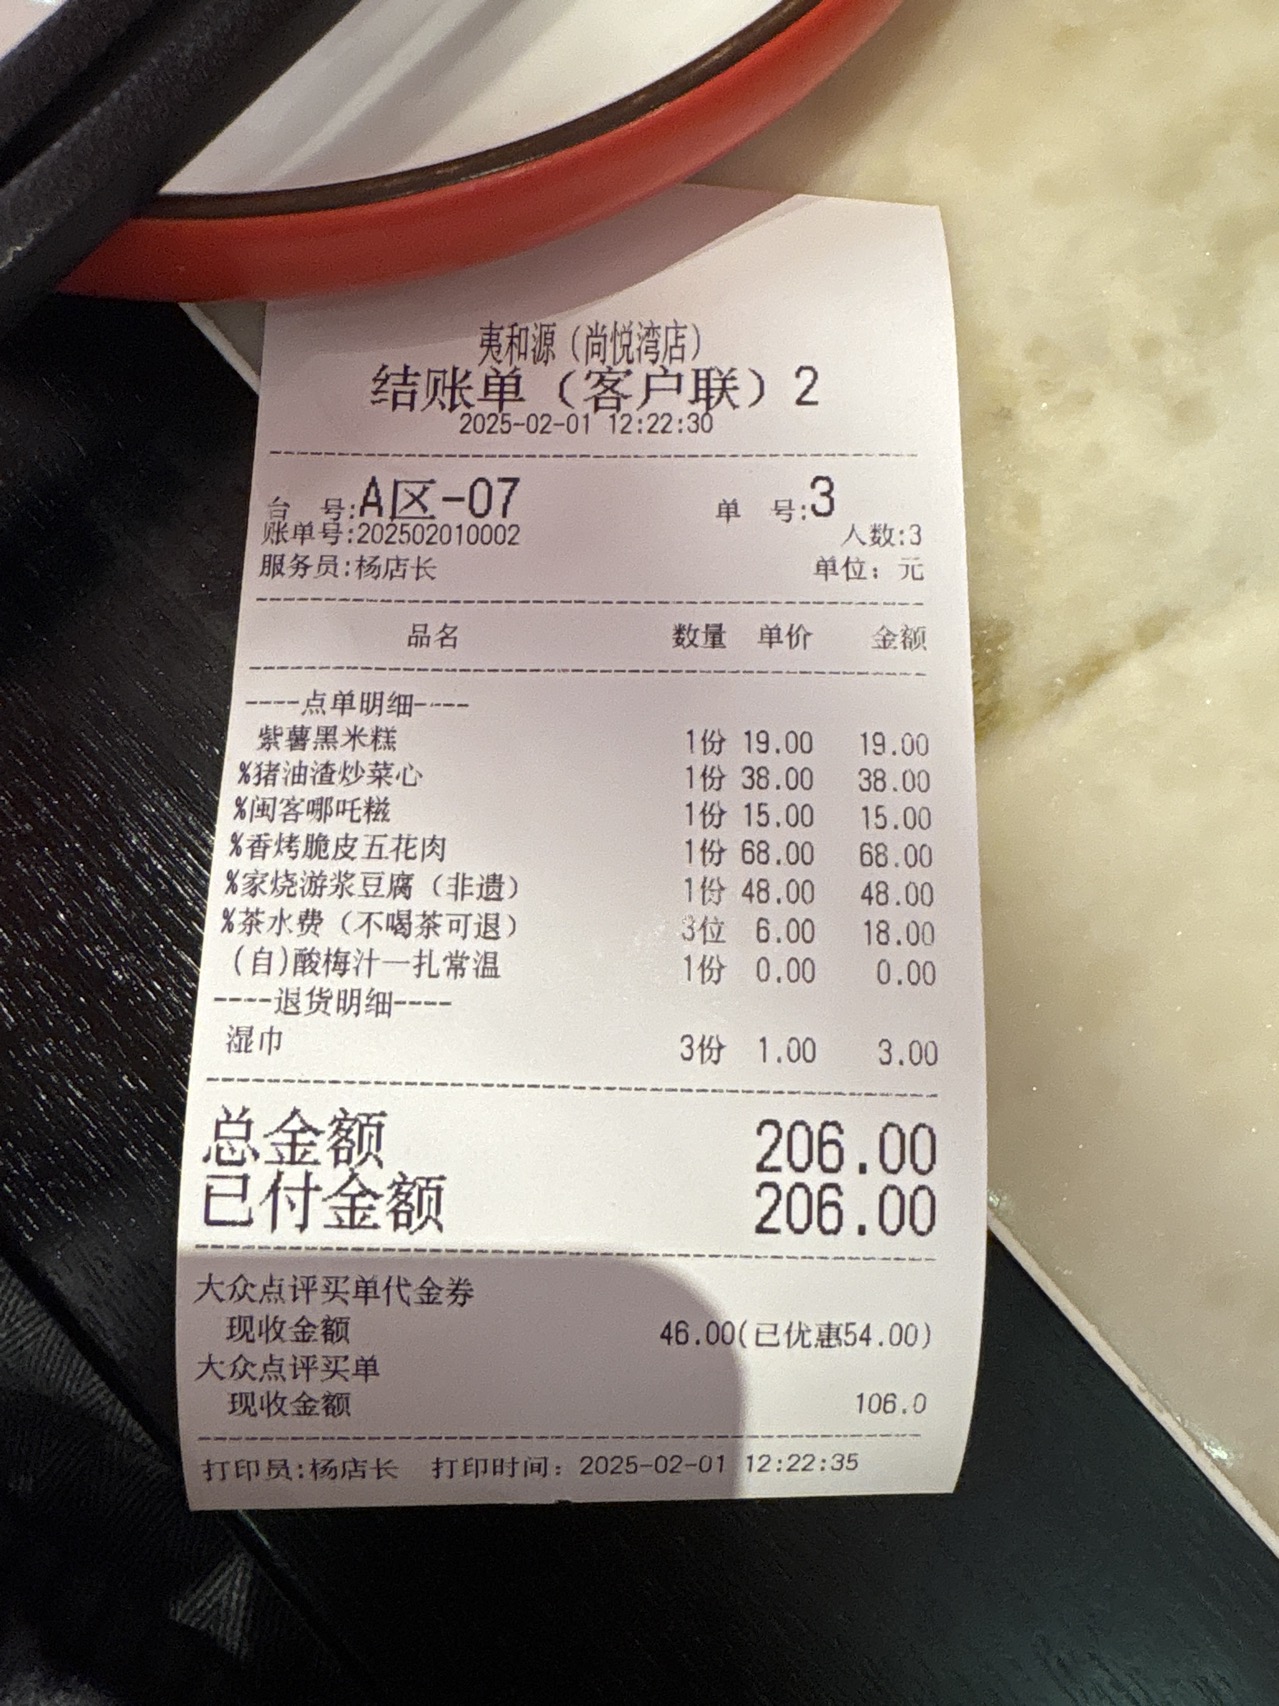 夷和源（尚悦湾店）
结账单（客户联）2
2025-02-01 12:22:30
台 号:A区-07 单 号:3
账单号:202502010002 人数:3
服务员:杨店长 单位：元
品名 数量 单价 金额
----点单明细----
紫薯黑米糕 1份 19.00 19.00
%猪油渣炒菜心 1份 38.00 38.00
%闽客哪吒糍 1份 15.00 15.00
%香烤脆皮五花肉 1份 68.00 68.00
%家烧游浆豆腐（非遗） 1份 48.00 48.00
%茶水费（不喝茶可退） 3位 6.00 18.00
(自)酸梅汁一扎常温 1份 0.00 0.00
----退货明细----
湿巾 3份 1.00 3.00
总金额 206.00
已付金额 206.00
大众点评买单代金券
现收金额 46.00(已优惠54.00)
大众点评买单
现收金额 106.0
打印员:杨店长 打印时间：2025-02-01 12:22:35